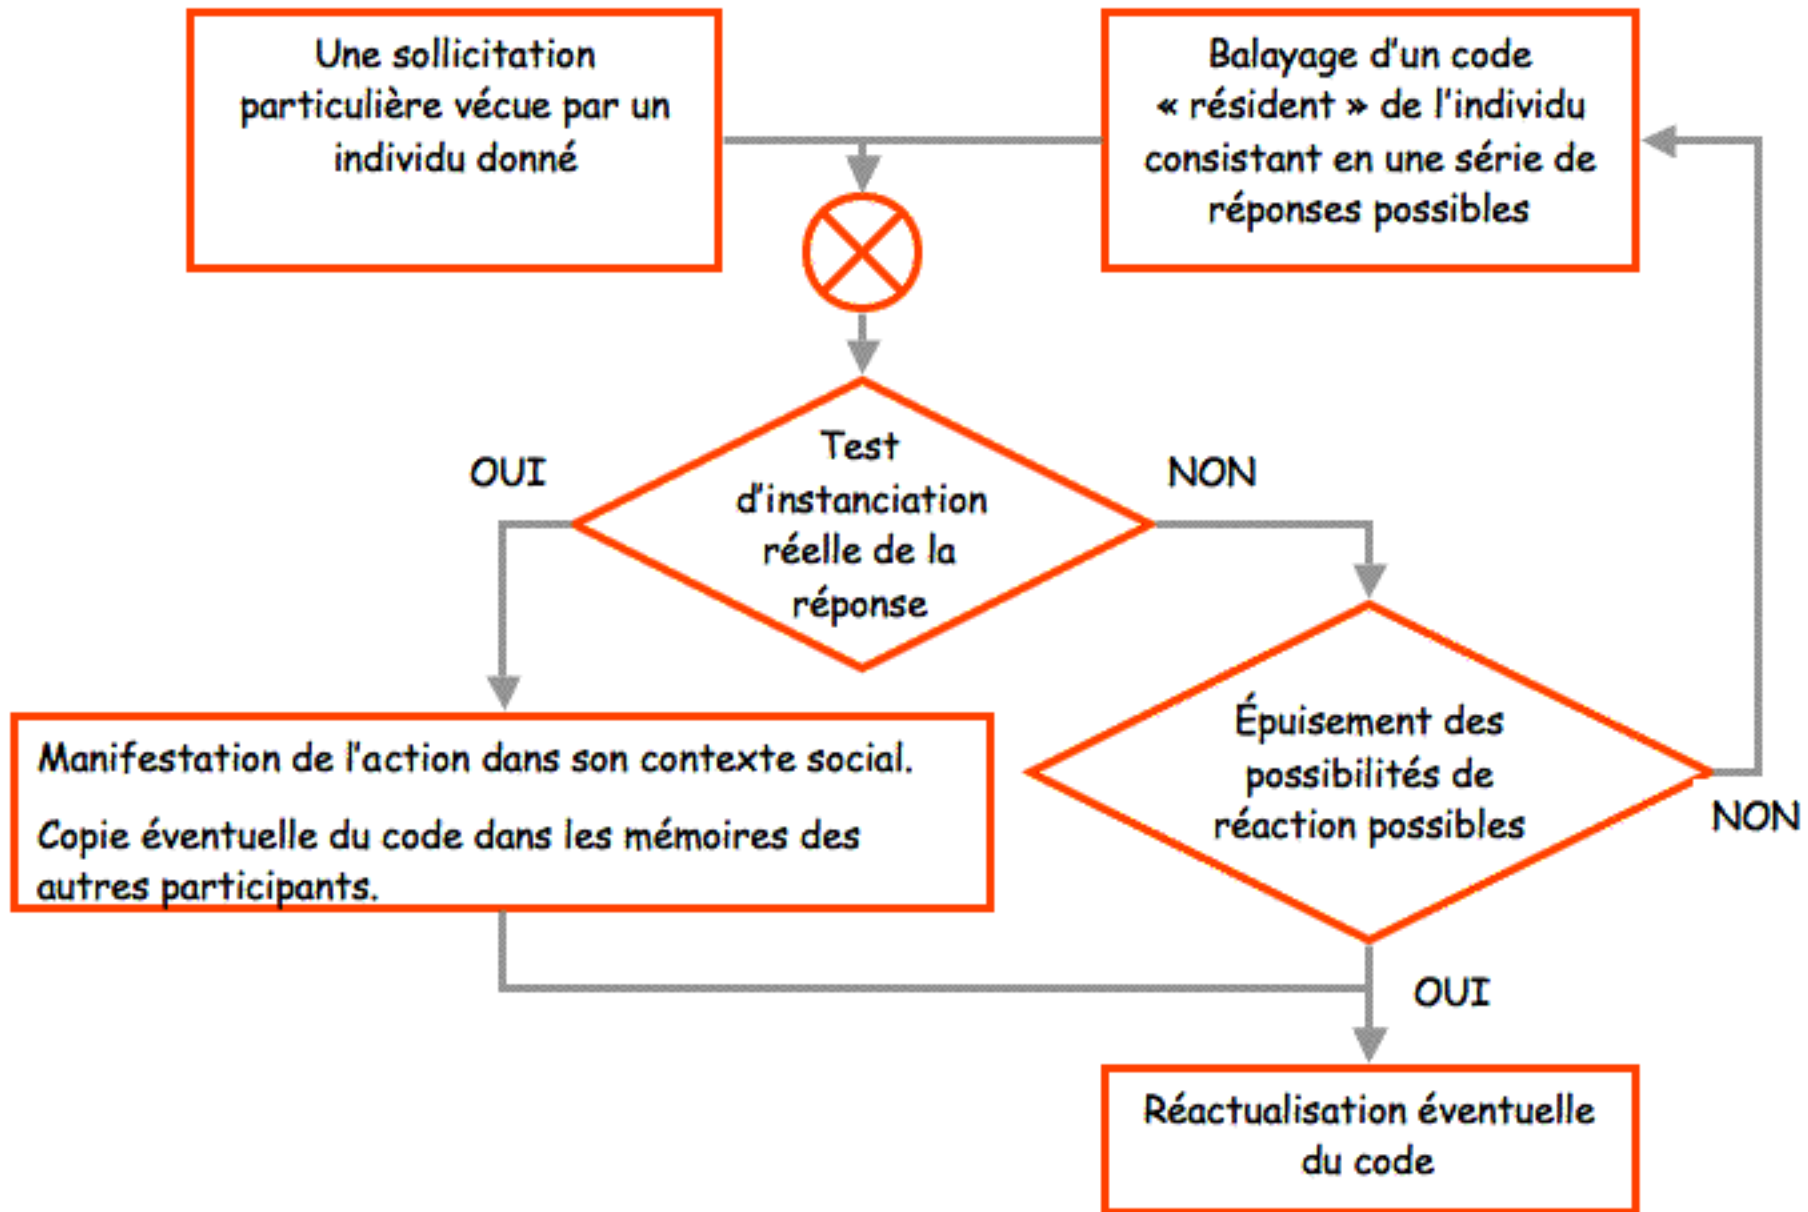 Une sollicitation
particulière vécue par un
individu donné
Balayage d'un code
« résident » de l'individu
consistant en une série de
réponses possibles
Test
d'instanciation
réelle de la
réponse
OUI
NON
Manifestation de l'action dans son contexte social.
Copie éventuelle du code dans les mémoires des
autres participants.
Épuisement des
possibilités de
réaction possibles
NON
OUI
Réactualisation éventuelle
du code